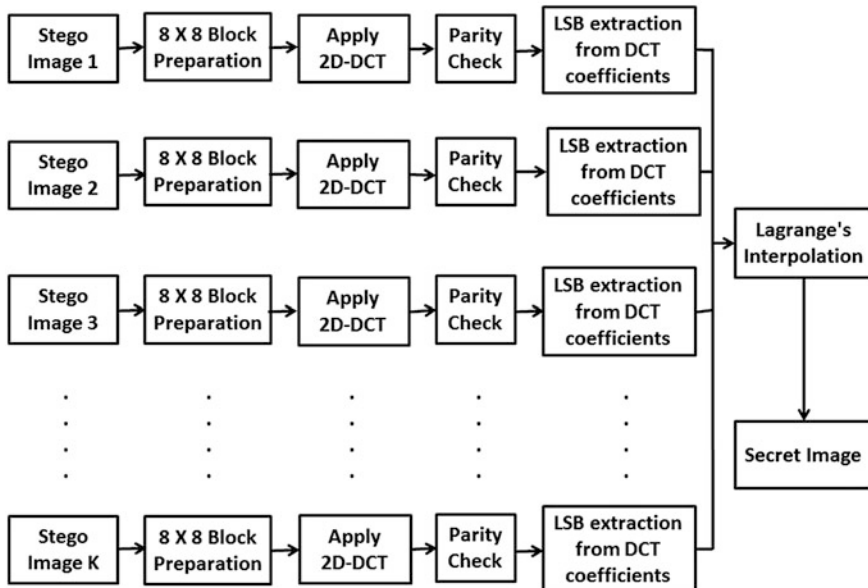 Stego
Image 1
8 X 8 Block
Preparation
Apply
2D-DCT
Parity
Check
LSB extraction
from DCT
coefficients
Stego
Image 2
8 X 8 Block
Preparation
Apply
2D-DCT
Parity
Check
LSB extraction
from DCT
coefficients
Lagrange's
Interpolation
Stego
Image 3
8 X 8 Block
Preparation
Apply
2D-DCT
Parity
Check
LSB extraction
from DCT
coefficients
Secret Image
Stego
Image K
8 X 8 Block
Preparation
Apply
2D-DCT
Parity
Check
LSB extraction
from DCT
coefficients